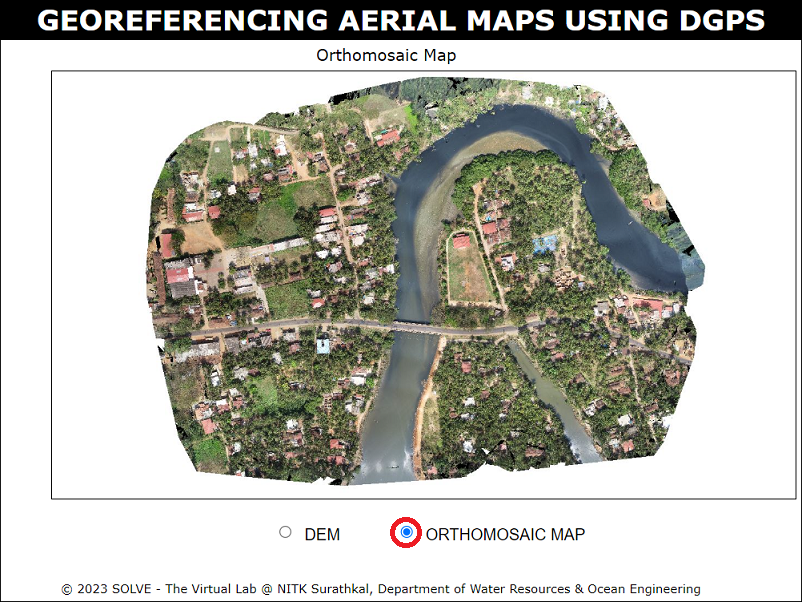 GEOREFERENCING AERIAL MAPS USING DGPS
Orthomosaic Map
DEM
ORTHOMOSAIC MAP
© 2023 SOLVE - The Virtual Lab @ NITK Surathkal, Department of Water Resources & Ocean Engineering